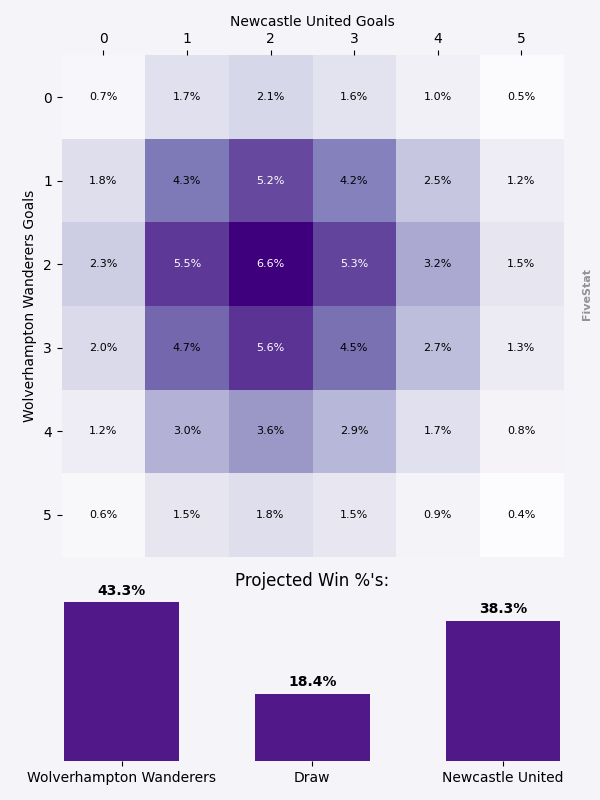 Newcastle United Goals
0 1 2 3 4 5
0 0.7% 1.7% 2.1% 1.6% 1.0% 0.5%
1 1.8% 4.3% 5.2% 4.2% 2.5% 1.2%
2 2.3% 5.5% 6.6% 5.3% 3.2% 1.5%
3 2.0% 4.7% 5.6% 4.5% 2.7% 1.3%
4 1.2% 3.0% 3.6% 2.9% 1.7% 0.8%
5 0.6% 1.5% 1.8% 1.5% 0.9% 0.4%
Wolverhampton Wanderers Goals
FiveStat
Projected Win %'s:
43.3% 18.4% 38.3%
Wolverhampton Wanderers Draw Newcastle United